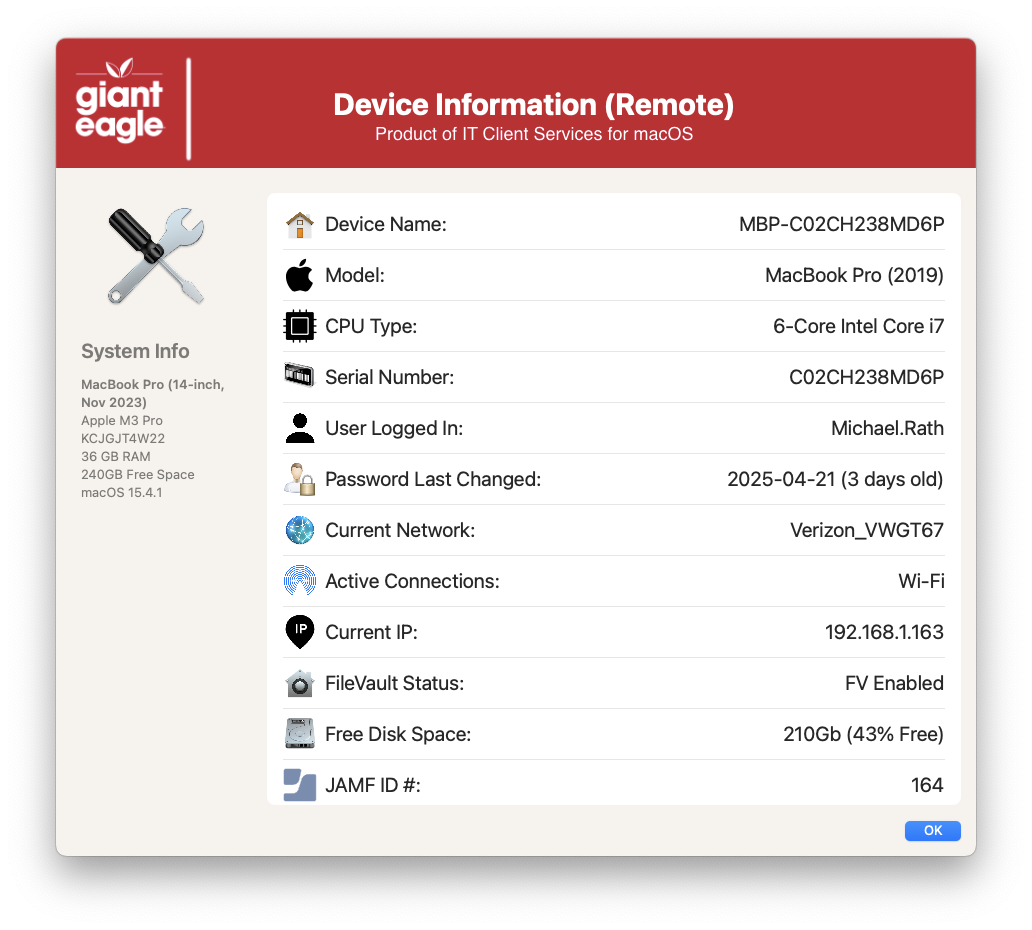 giant
eagle
Device Information (Remote)
Product of IT Client Services for macOS
System Info
MacBook Pro (14-inch,
Nov 2023)
Apple M3 Pro
KCJGJT4W22
36 GB RAM
240GB Free Space
macOS 15.4.1
Device Name: MBP-C02CH238MD6P
Model: MacBook Pro (2019)
CPU Type: 6-Core Intel Core i7
Serial Number: C02CH238MD6P
User Logged In: Michael.Rath
Password Last Changed: 2025-04-21 (3 days old)
Current Network: Verizon_VWGT67
Active Connections: Wi-Fi
IP
Current IP: 192.168.1.163
FileVault Status: FV Enabled
Free Disk Space: 210Gb (43% Free)
JAMF ID #: 164
OK